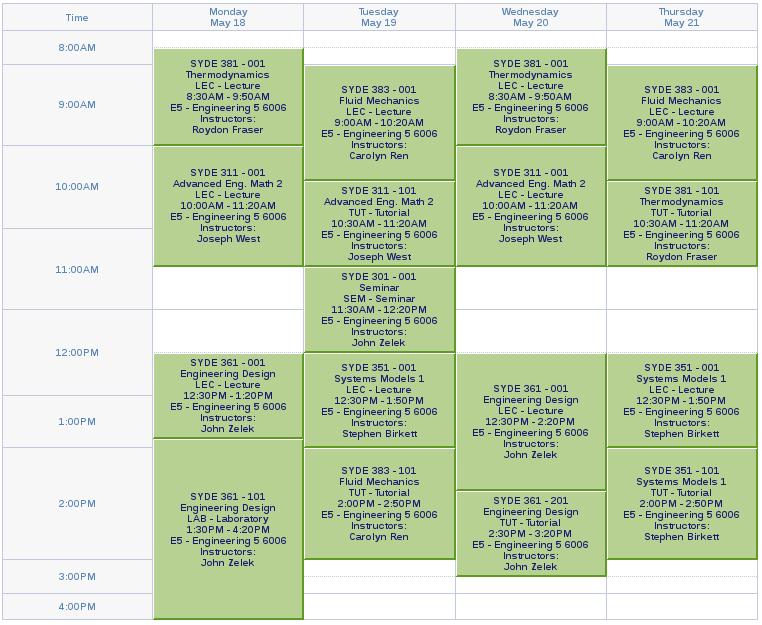 Time
Monday
May 18
Tuesday
May 19
Wednesday
May 20
Thursday
May 21
8:00AM
9:00AM
10:00AM
11:00AM
12:00PM
1:00PM
2:00PM
3:00PM
4:00PM
SYDE 381 - 001
Thermodynamics
LEC - Lecture
8:30AM - 9:50AM
E5 - Engineering 5 6006
Instructors:
Roydon Fraser
SYDE 311 - 001
Advanced Eng. Math 2
LEC - Lecture
10:00AM - 11:20AM
E5 - Engineering 5 6006
Instructors:
Joseph West
SYDE 361 - 001
Engineering Design
LEC - Lecture
12:30PM - 1:20PM
E5 - Engineering 5 6006
Instructors:
John Zelek
SYDE 361 - 101
Engineering Design
LAB - Laboratory
1:30PM - 4:20PM
E5 - Engineering 5 6006
Instructors:
John Zelek
SYDE 383 - 001
Fluid Mechanics
LEC - Lecture
9:00AM - 10:20AM
E5 - Engineering 5 6006
Instructors:
Carolyn Ren
SYDE 311 - 101
Advanced Eng. Math 2
TUT - Tutorial
10:30AM - 11:20AM
E5 - Engineering 5 6006
Instructors:
Joseph West
SYDE 301 - 001
Seminar
SEM - Seminar
11:30AM - 12:20PM
E5 - Engineering 5 6006
Instructors:
John Zelek
SYDE 351 - 001
Systems Models 1
LEC - Lecture
12:30PM - 1:50PM
E5 - Engineering 5 6006
Instructors:
Stephen Birkett
SYDE 383 - 101
Fluid Mechanics
TUT - Tutorial
2:00PM - 2:50PM
E5 - Engineering 5 6006
Instructors:
Carolyn Ren
SYDE 381 - 001
Thermodynamics
LEC - Lecture
8:30AM - 9:50AM
E5 - Engineering 5 6006
Instructors:
Roydon Fraser
SYDE 311 - 001
Advanced Eng. Math 2
LEC - Lecture
10:00AM - 11:20AM
E5 - Engineering 5 6006
Instructors:
Joseph West
SYDE 361 - 001
Engineering Design
LEC - Lecture
12:30PM - 2:20PM
E5 - Engineering 5 6006
Instructors:
John Zelek
SYDE 361 - 201
Engineering Design
TUT - Tutorial
2:30PM - 3:20PM
E5 - Engineering 5 6006
Instructors:
John Zelek
SYDE 383 - 001
Fluid Mechanics
LEC - Lecture
9:00AM - 10:20AM
E5 - Engineering 5 6006
Instructors:
Carolyn Ren
SYDE 381 - 101
Thermodynamics
TUT - Tutorial
10:30AM - 11:20AM
E5 - Engineering 5 6006
Instructors:
Roydon Fraser
SYDE 351 - 001
Systems Models 1
LEC - Lecture
12:30PM - 1:50PM
E5 - Engineering 5 6006
Instructors:
Stephen Birkett
SYDE 351 - 101
Systems Models 1
TUT - Tutorial
2:00PM - 2:50PM
E5 - Engineering 5 6006
Instructors:
Stephen Birkett